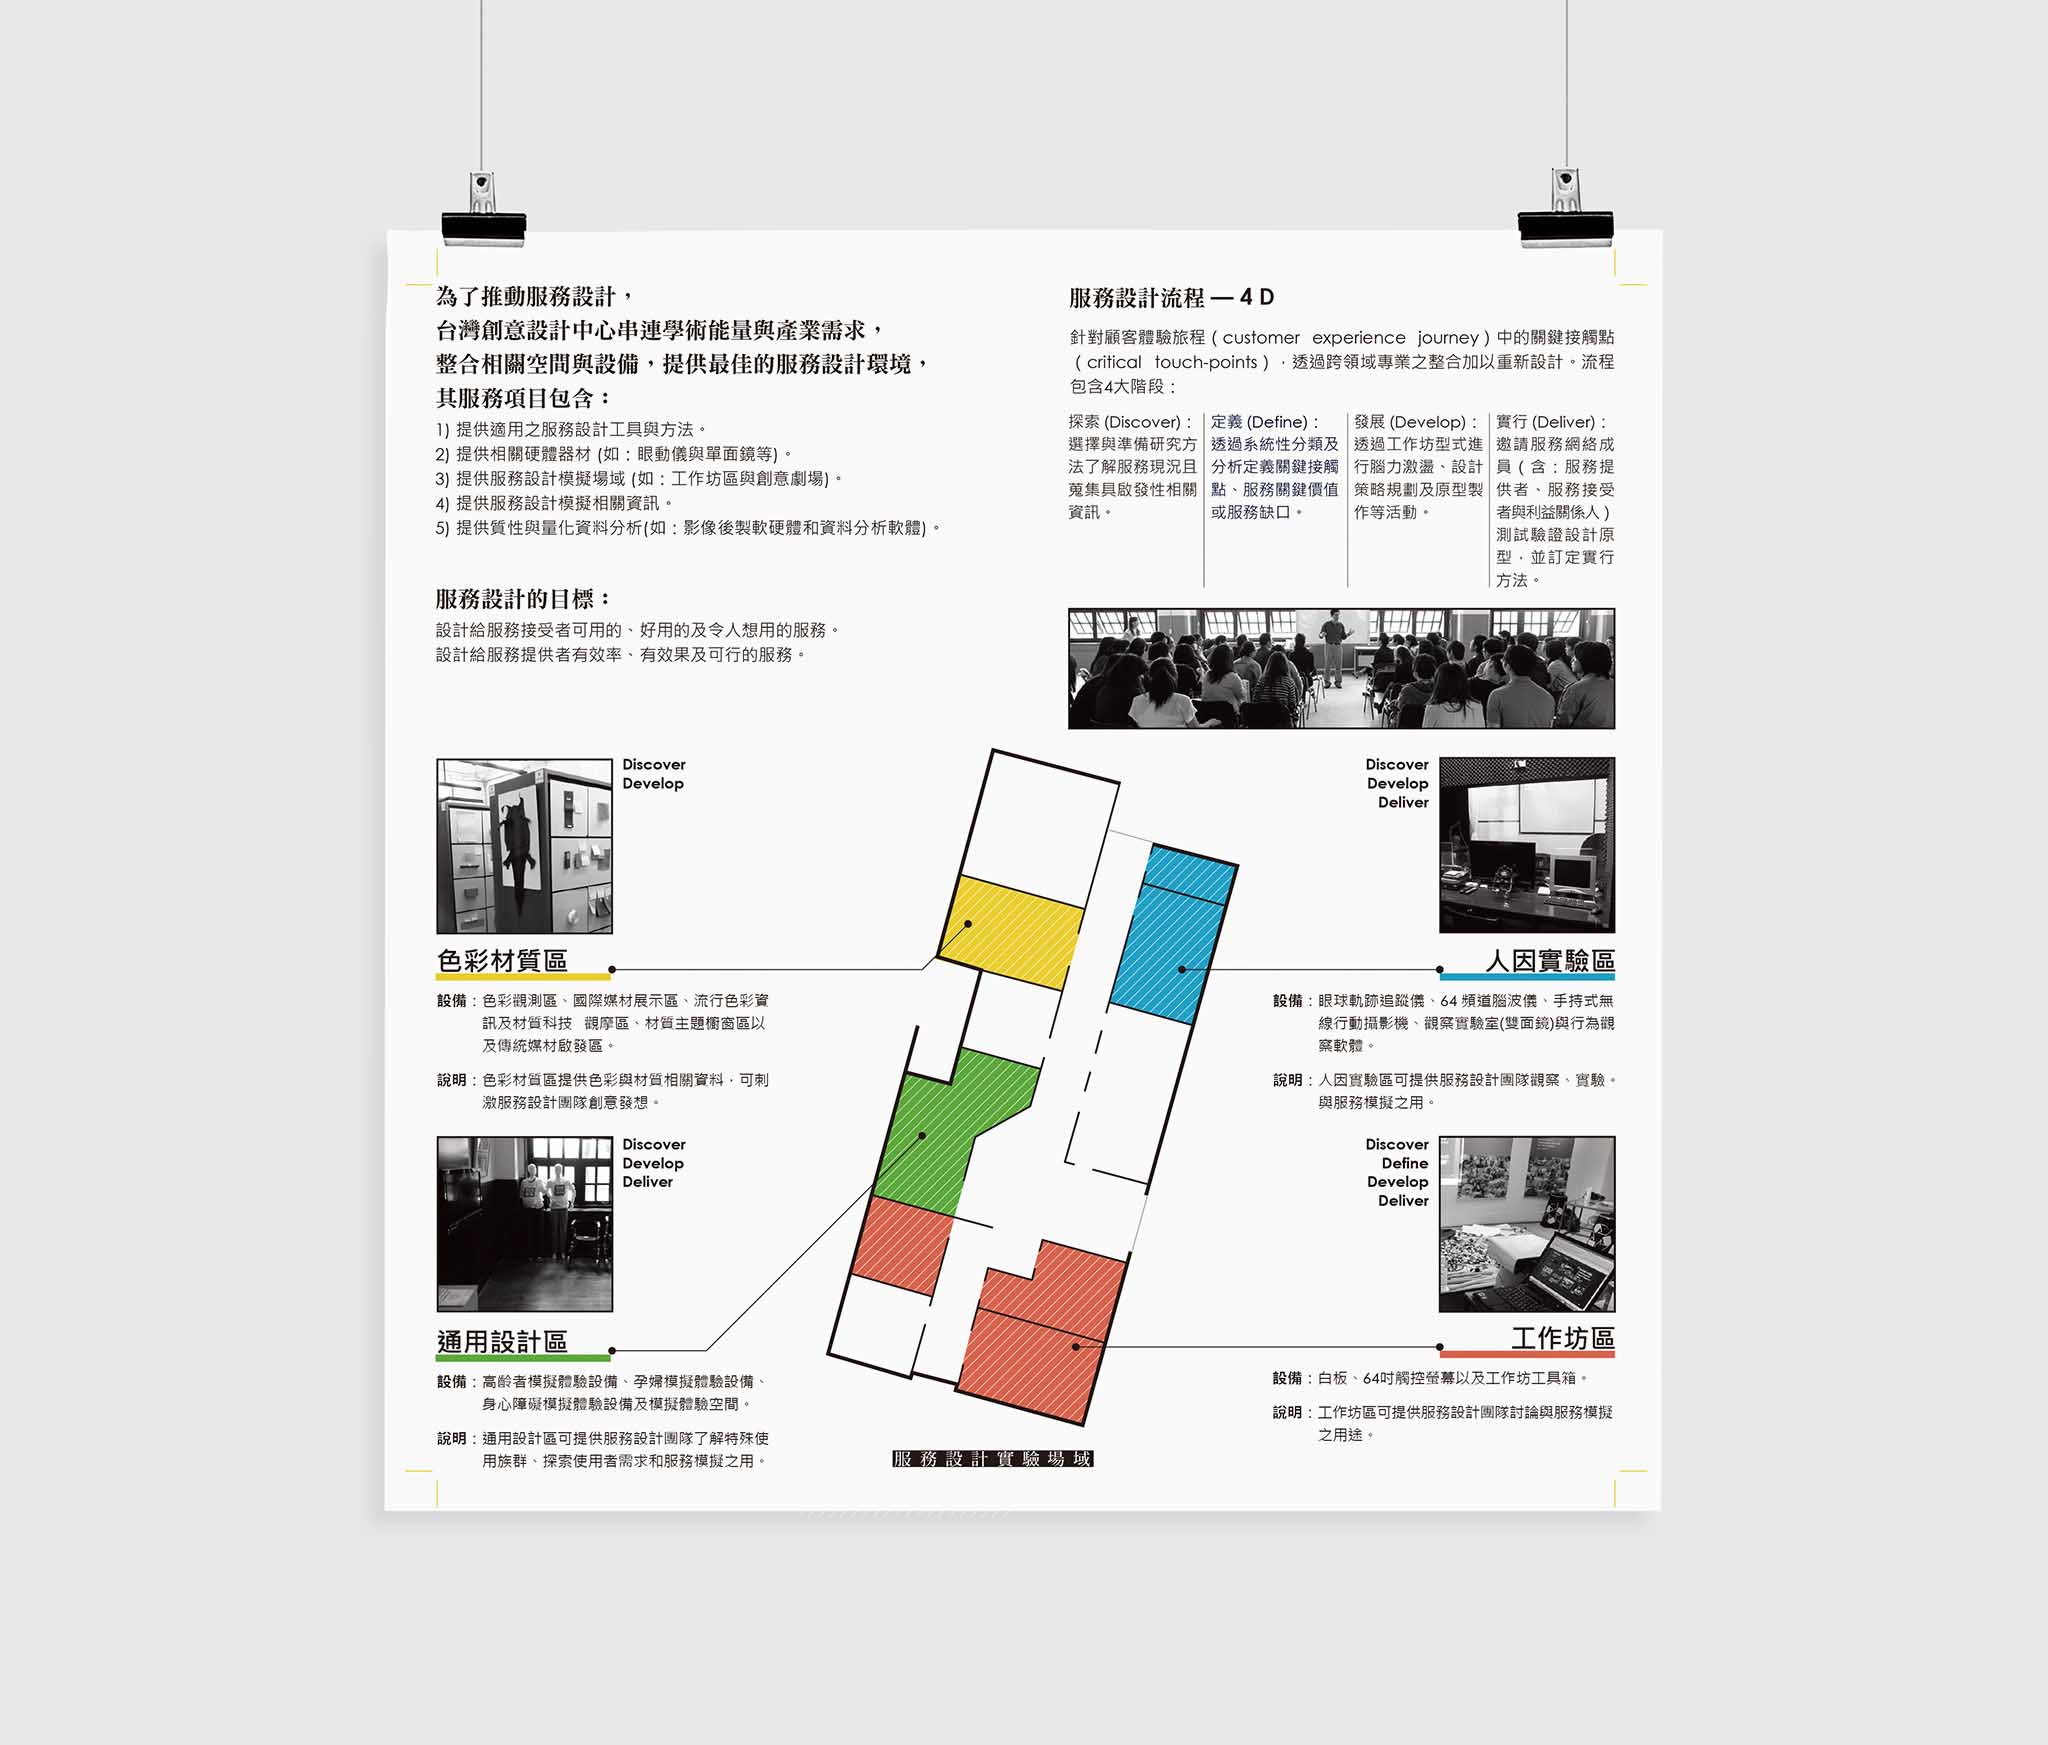 為了推動服務設計，
台灣創意設計中心串連學術能量與產業需求，
整合相關空間與設備，提供最佳的服務設計環境，
其服務項目包含：
1) 提供適用之服務設計工具與方法。
2) 提供相關硬體器材 (如：眼動儀與單面鏡等)。
3) 提供服務設計模擬場域 (如：工作坊區與創意劇場)。
4) 提供服務設計模擬相關資訊。
5) 提供質性與量化資料分析(如：影像後製軟硬體和資料分析軟體)。
服務設計的目標：
設計給服務接受者可用的、好用的及令人想用的服務。
設計給服務提供者有效率、有效果及可行的服務。
服務設計流程 — 4 D
針對顧客體驗旅程 ( customer experience journey ) 中的關鍵接觸點
( critical touch-points )，透過跨領域專業之整合加以重新設計。流程
包含4大階段：
探索 (Discover)：
選擇與準備研究方
法了解服務現況且
蒐集具啟發性相關
資訊。
定義 (Define)：
透過系統性分類及
分析定義關鍵接觸
點、服務關鍵價值
或服務缺口。
發展 (Develop)：
透過工作坊型式進
行腦力激盪、設計
策略規劃及原型製
作等活動。
實行 (Deliver)：
邀請服務網絡成
員 ( 含：服務提
供者、服務接受
者與利益關係人 )
測試驗證設計原
型，並訂定實行
方法。
Discover
Develop
色彩材質區
設備：色彩觀測區、國際媒材展示區、流行色彩資
訊及材質科技 觀摩區、材質主題櫥窗區以
及傳統媒材啟發區。
說明：色彩材質區提供色彩與材質相關資料，可刺
激服務設計團隊創意發想。
Discover
Develop
Deliver
通用設計區
設備：高齡者模擬體驗設備、孕婦模擬體驗設備、
身心障礙模擬體驗設備及模擬體驗空間。
說明：通用設計區可提供服務設計團隊了解特殊使
用族群、探索使用者需求和服務模擬之用。
Discover
Develop
Deliver
人因實驗區
設備：眼球軌跡追蹤儀、64 頻道腦波儀、手持式無
線行動攝影機、觀察實驗室(雙面鏡)與行為觀
察軟體。
說明：人因實驗區可提供服務設計團隊觀察、實驗。
與服務模擬之用。
Discover
Define
Develop
Deliver
工作坊區
設備：白板、64吋觸控螢幕以及工作坊工具箱。
說明：工作坊區可提供服務設計團隊討論與服務模擬
之用途。
服務設計實驗場域